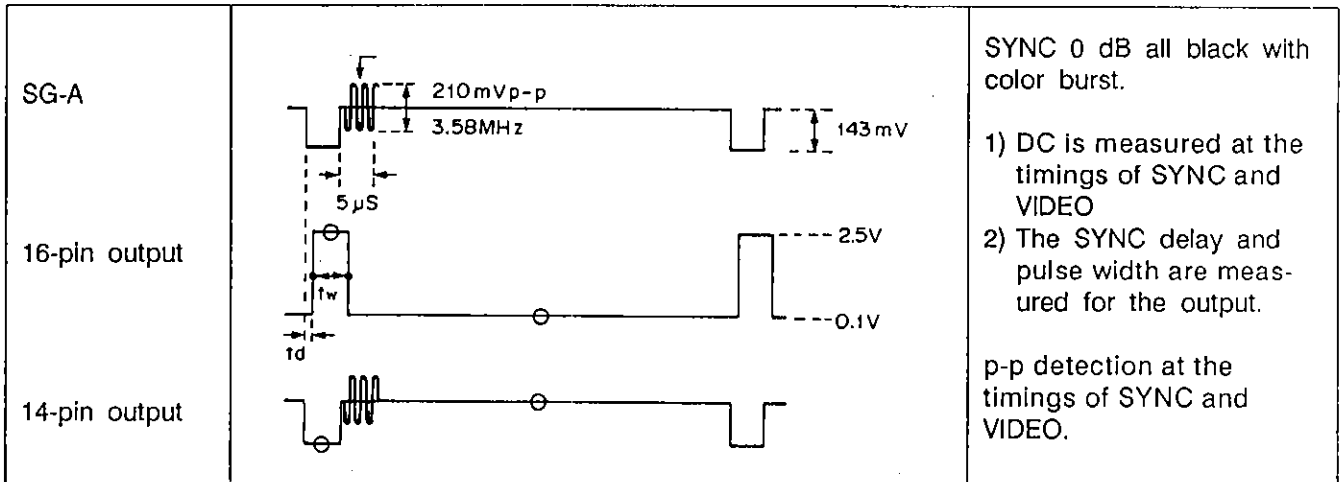 SG-A
210mVp-p
3.58MHz
143mV
5µS
SYNC 0 dB all black with
color burst.
1) DC is measured at the
timings of SYNC and
VIDEO
2) The SYNC delay and
pulse width are meas-
ured for the output.
16-pin output
2.5V
tw
0.1V
td
14-pin output
p-p detection at the
timings of SYNC and
VIDEO.